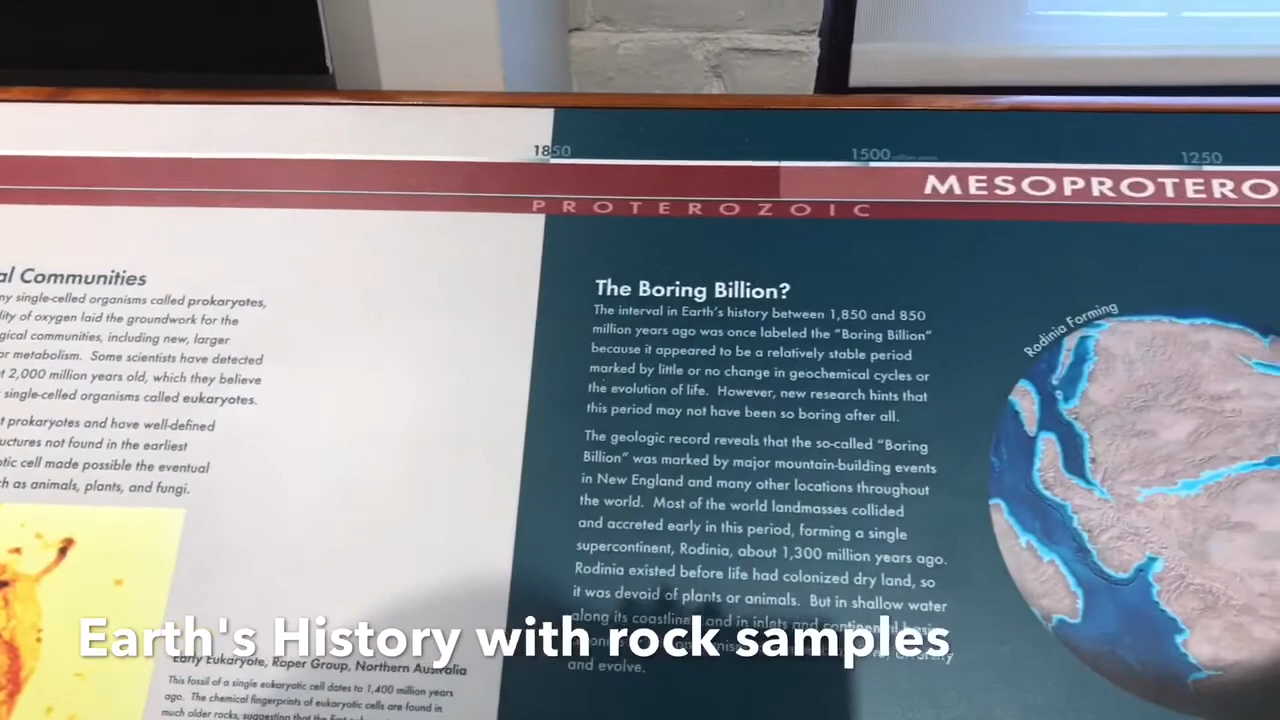 1850
1500
1250
MESOPROTERO
PROTEROZOIC
al Communities
ny single-celled organisms called prokaryotes,
lity of oxygen laid the groundwork for the
gical communities, including new, larger
or metabolism. Some scientists have detected
t 2,000 million years old, which they believe
single-celled organisms called eukaryotes.
t prokaryotes and have well-defined
uctures not found in the earliest
tic cell made possible the eventual
h as animals, plants, and fungi.
The Boring Billion?
The interval in Earth's history between 1,850 and 850
million years ago was once labeled the "Boring Billion"
because it appeared to be a relatively stable period
marked by little or no change in geochemical cycles or
the evolution of life. However, new research hints that
this period may not have been so boring after all.
The geologic record reveals that the so-called "Boring
Billion" was marked by major mountain-building events
in New England and many other locations throughout
the world. Most of the world landmasses collided
and accreted early in this period, forming a single
supercontinent, Rodinia, about 1,300 million years ago.
Rodinia existed before life had colonized dry land, so
it was devoid of plants or animals. But in shallow water
along its coastline and in inlets and
and evolve.
Rodinia Forming
Earth's History with rock samples
Early Eukaryote, Roper Group, Northern Australia
This fossil of a single eukaryotic cell dates to 1,400 million years
ago. The chemical fingerprints of eukaryotic cells are found in
much older rocks, suggesting that the first